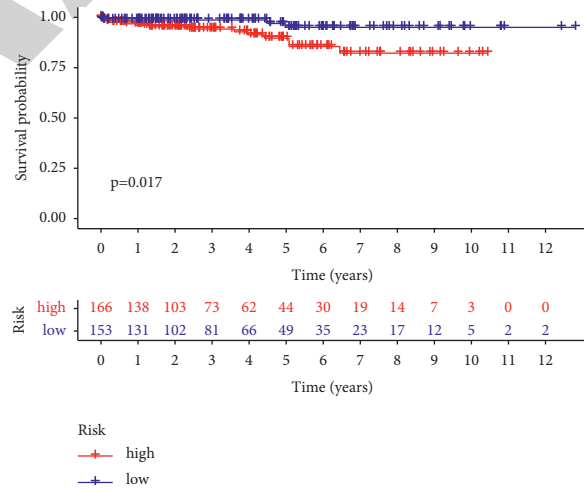 1.00
0.75
0.50
0.25
0.00
Survival probability
p=0.017
0 1 2 3 4 5 6 7 8 9 10 11 12
Time (years)
Risk
high 166 138 103 73 62 44 30 19 14 7 3 0 0
low 153 131 102 81 66 49 35 23 17 12 5 2 2
0 1 2 3 4 5 6 7 8 9 10 11 12
Time (years)
Risk
high
low